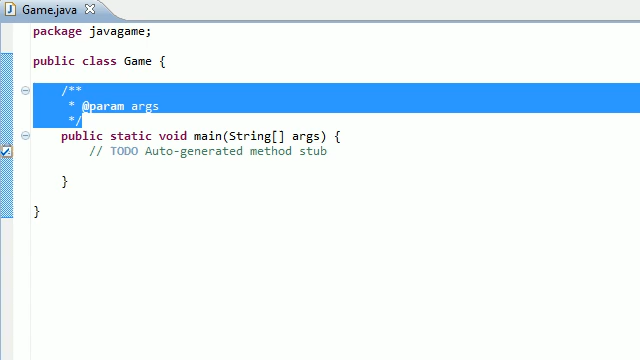 Game.java
package javagame;
public class Game {
/**
* @param args
*/
public static void main(String[] args) {
// TODO Auto-generated method stub
}
}